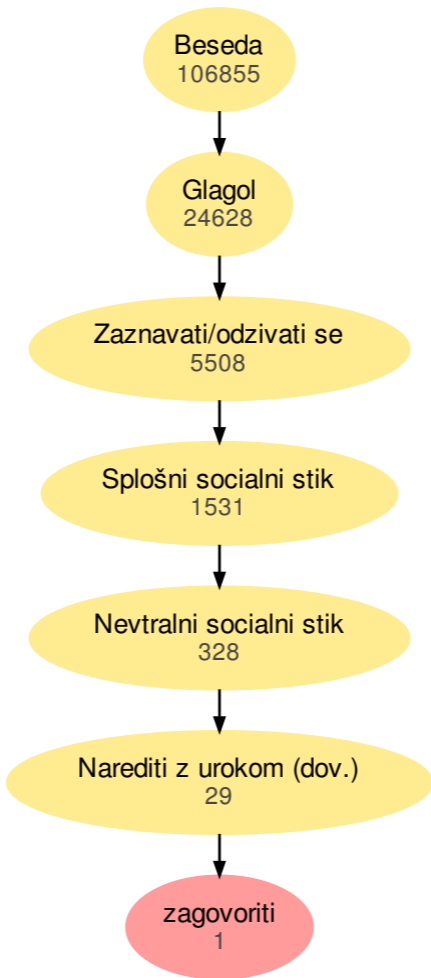 Beseda
106855
Glagol
24628
Zaznavati/odzivati se
5508
Splošni socialni stik
1531
Nevtralni socialni stik
328
Narediti z urokom (dov.)
29
zagovoriti
1